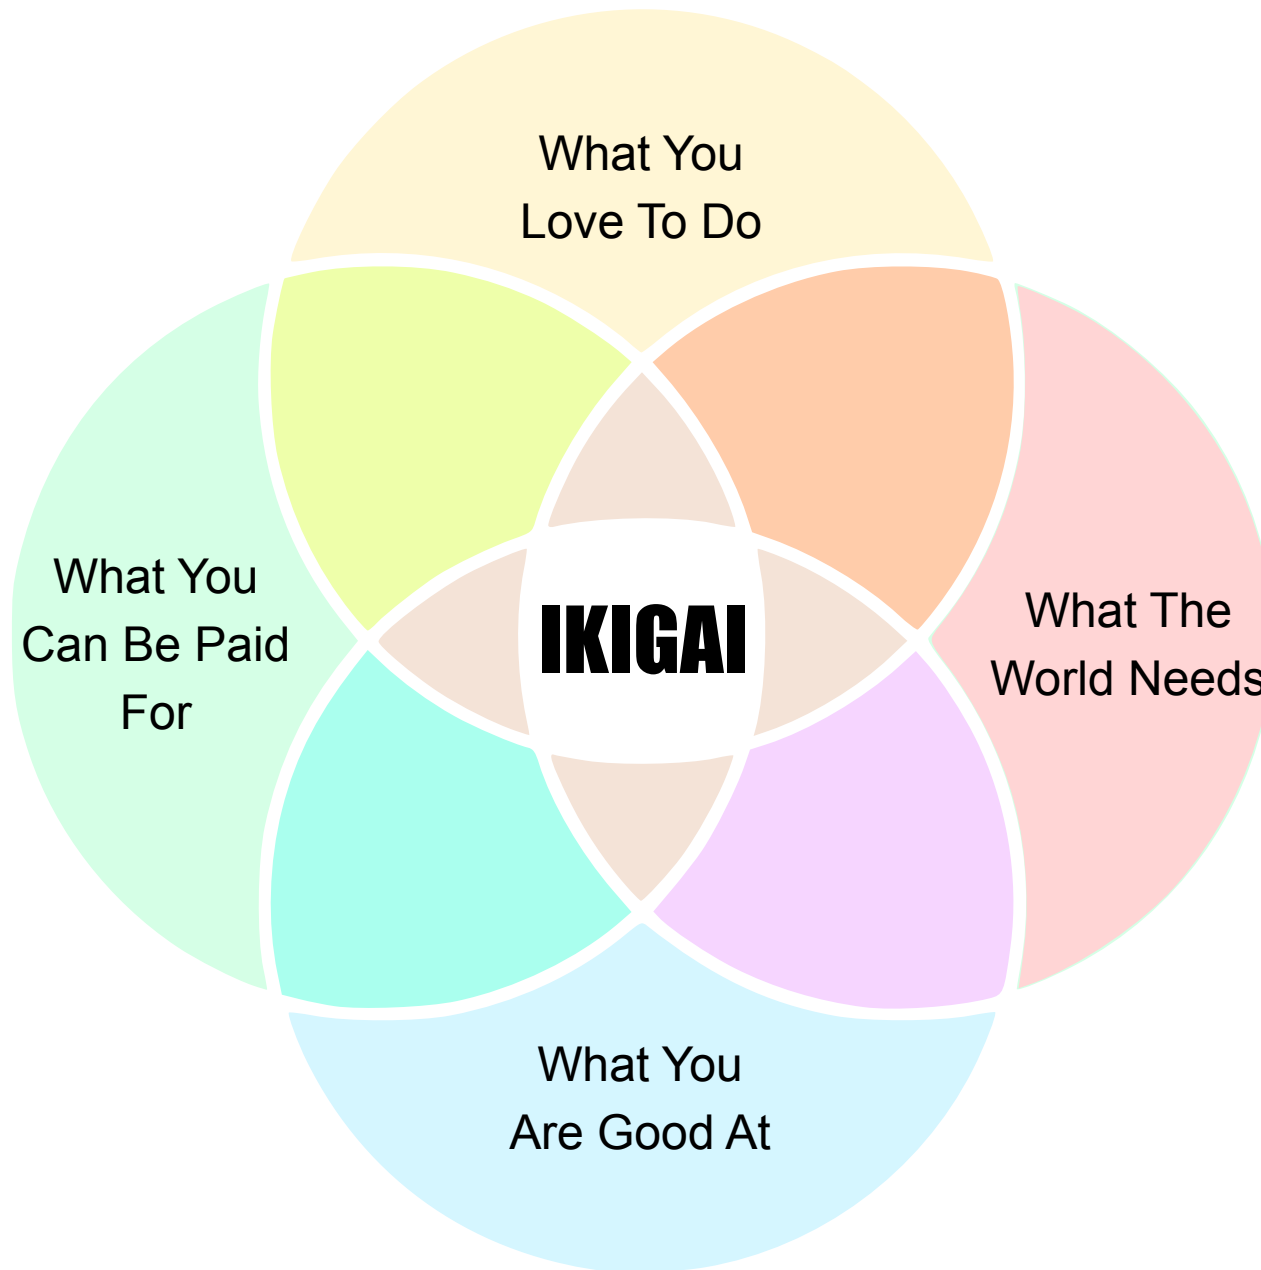 What You
Love To Do
What You
Can Be Paid
For
IKIGAI
What The
World Needs
What You
Are Good At